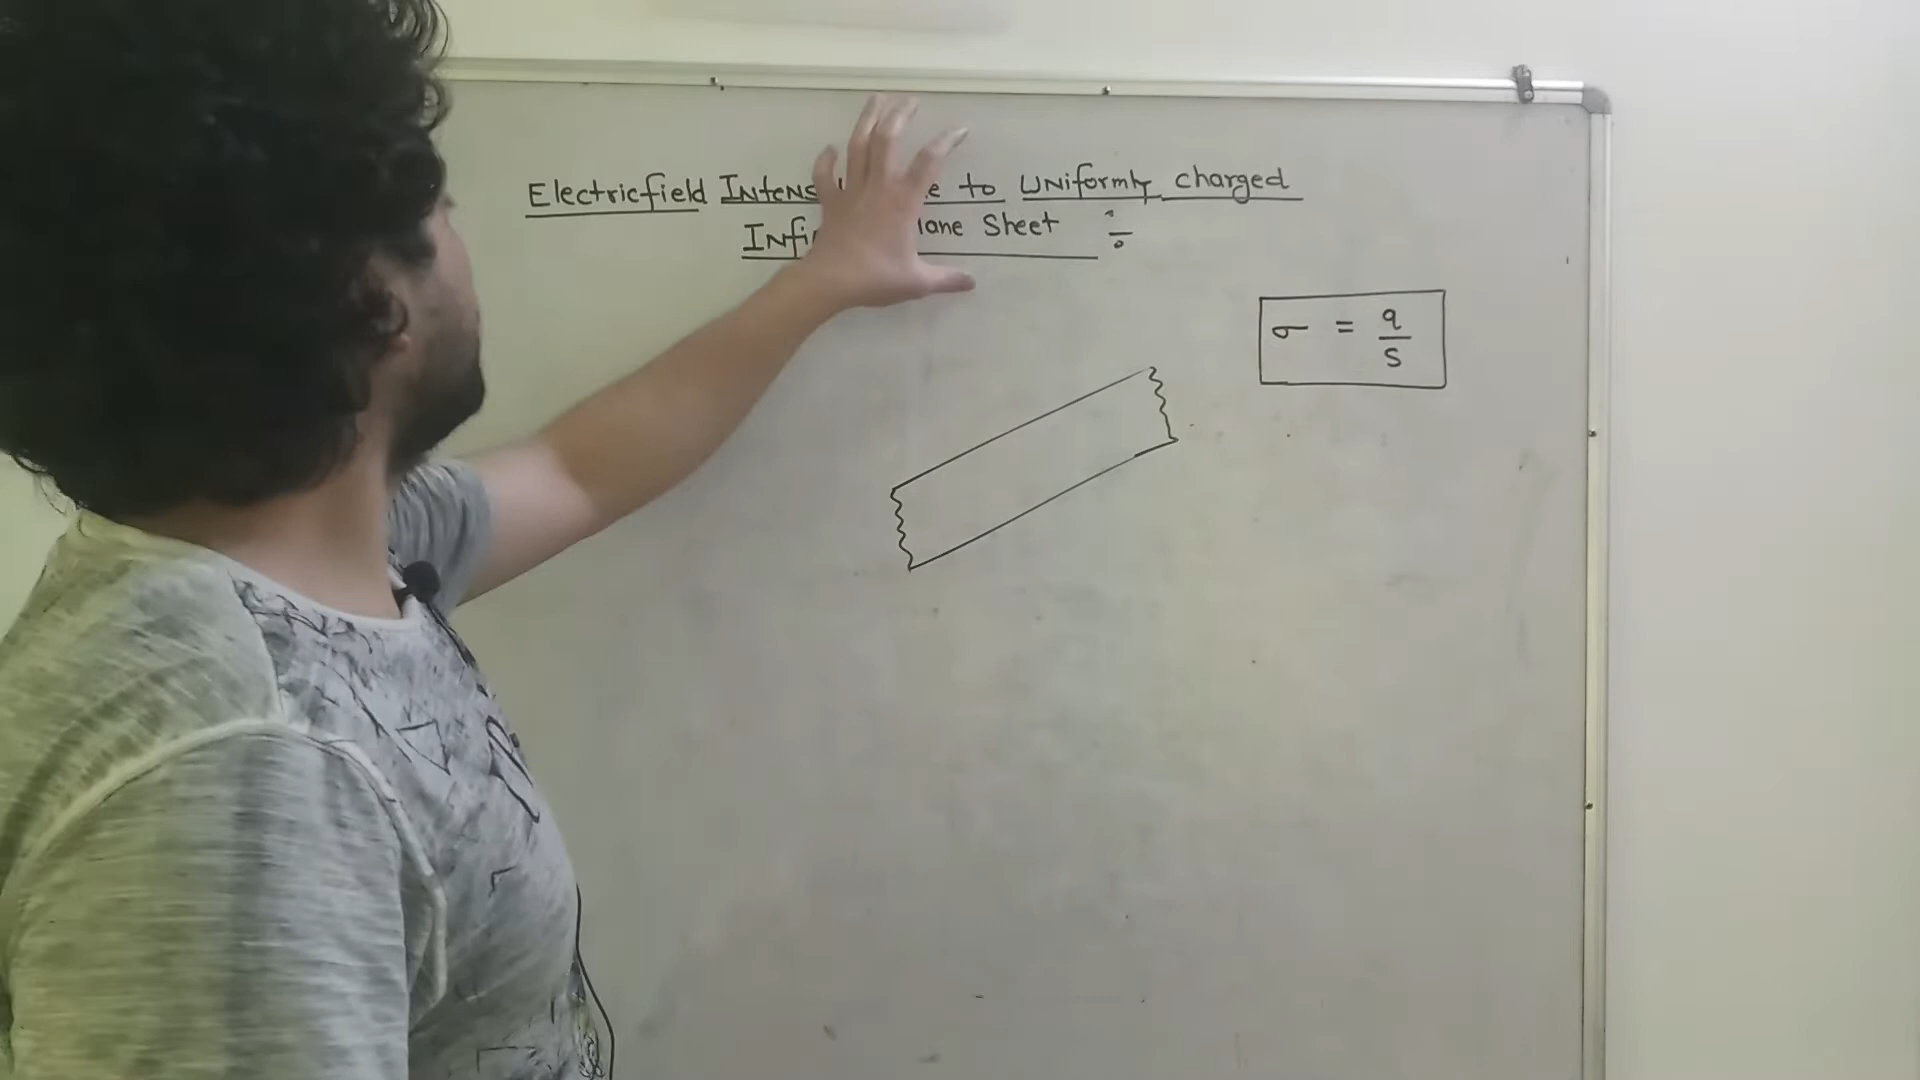 Electricfield Intens e to UNiformly charged
INfi lane Sheet ÷
σ = q/s